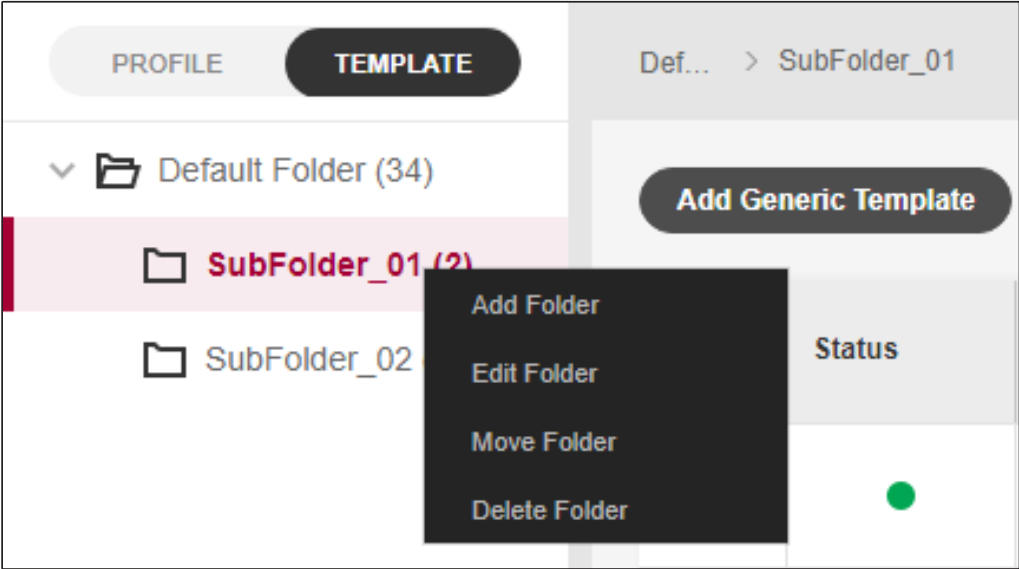 PROFILE TEMPLATE
Def... > SubFolder_01
Default Folder (34)
Add Generic Template
SubFolder_01 (2)
Add Folder
Status
SubFolder_02
Edit Folder
Move Folder
Delete Folder